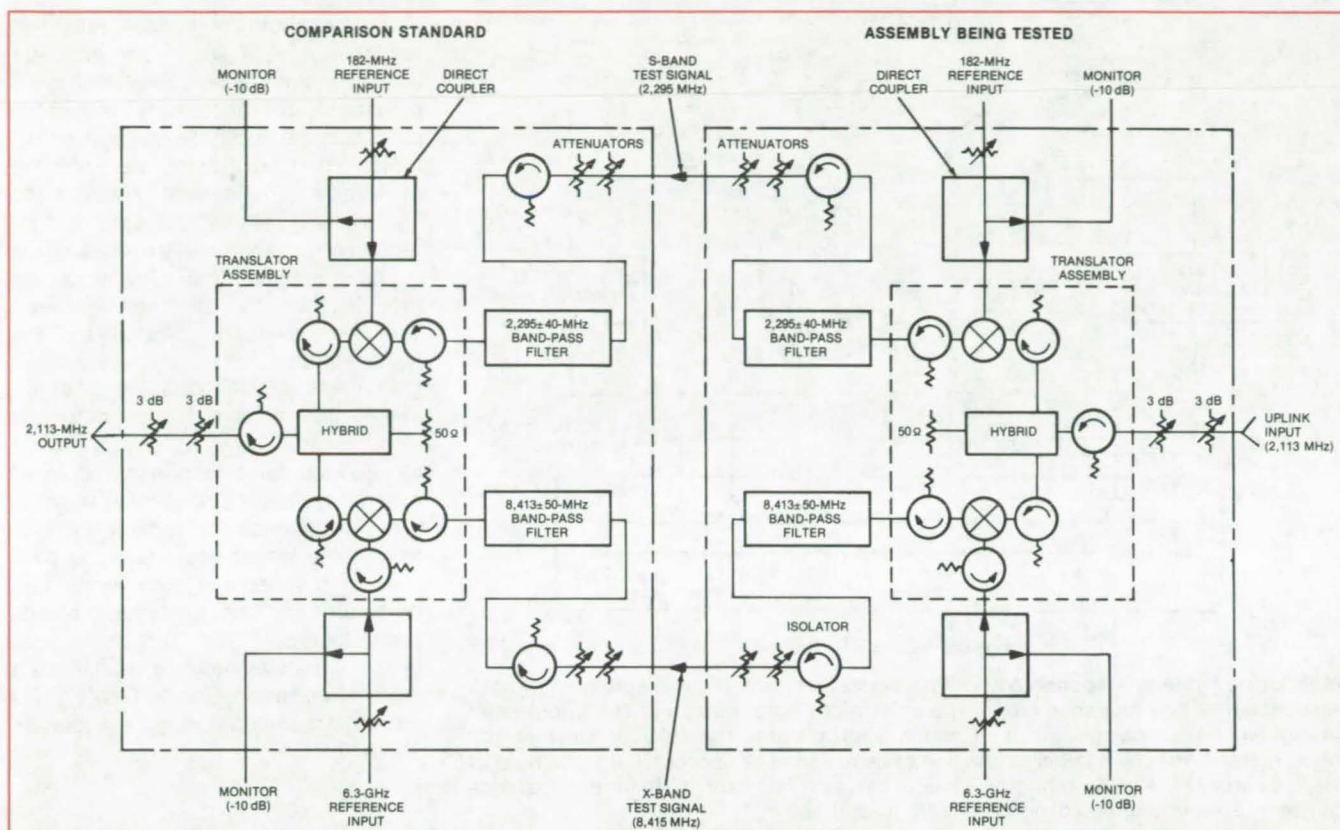 COMPARISON STANDARD
ASSEMBLY BEING TESTED
MONITOR
(-10 dB)
182-MHz
REFERENCE
INPUT
DIRECT
COUPLER
S-BAND
TEST SIGNAL
(2,295 MHz)
DIRECT
COUPLER
182-MHz
REFERENCE
INPUT
MONITOR
(-10 dB)
ATTENUATORS
ATTENUATORS
TRANSLATOR
ASSEMBLY
TRANSLATOR
ASSEMBLY
2,295±40-MHz
BAND-PASS
FILTER
2,295±40-MHz
BAND-PASS
FILTER
3 dB
3 dB
2,113-MHz
OUTPUT
HYBRID
50 Ω
50 Ω
HYBRID
3 dB
3 dB
UPLINK
INPUT
(2,113 MHz)
8,413±50-MHz
BAND-PASS
FILTER
8,413±50-MHz
BAND-PASS
FILTER
ISOLATOR
MONITOR
(-10 dB)
6.3-GHz
REFERENCE
INPUT
X-BAND
TEST SIGNAL
(8,415 MHz)
6.3-GHz
REFERENCE
INPUT
MONITOR
(-10 dB)